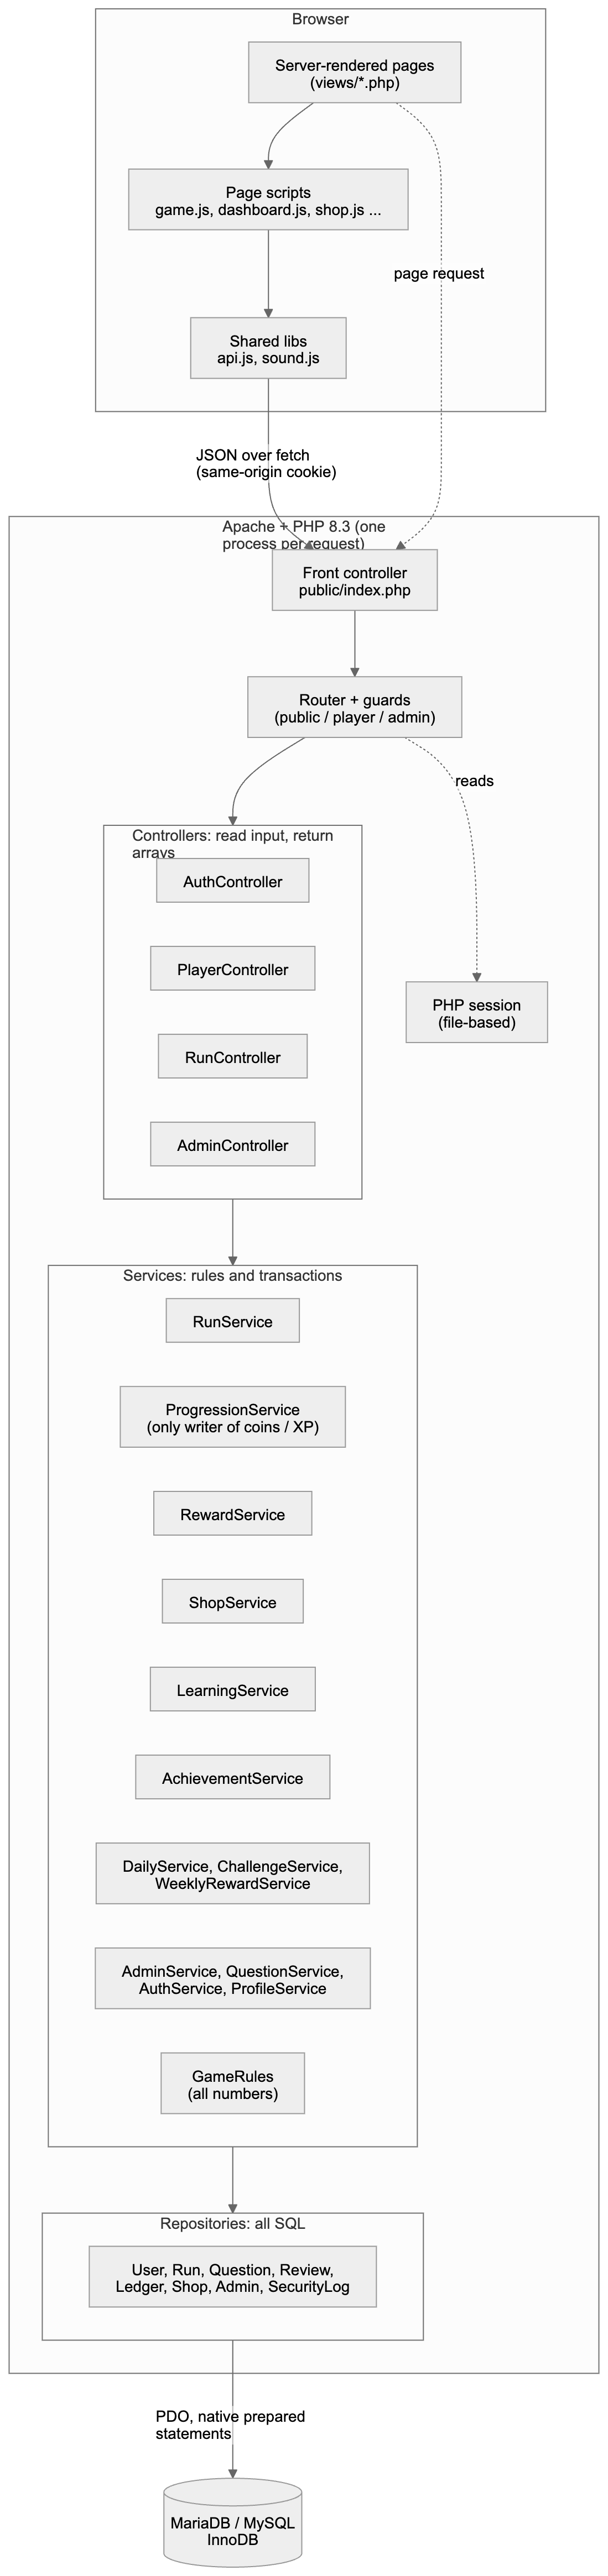 Browser
Server-rendered pages
(views/*.php)
Page scripts
game.js, dashboard.js, shop.js ...
page request
Shared libs
api.js, sound.js
JSON over fetch
(same-origin cookie)
Apache + PHP 8.3 (one
process per request)
Front controller
public/index.php
Router + guards
(public / player / admin)
reads
Controllers: read input, return
arrays
AuthController
PlayerController
PHP session
(file-based)
RunController
AdminController
Services: rules and transactions
RunService
ProgressionService
(only writer of coins / XP)
RewardService
ShopService
LearningService
AchievementService
DailyService, ChallengeService,
WeeklyRewardService
AdminService, QuestionService,
AuthService, ProfileService
GameRules
(all numbers)
Repositories: all SQL
User, Run, Question, Review,
Ledger, Shop, Admin, SecurityLog
PDO, native prepared
statements
MariaDB / MySQL
InnoDB